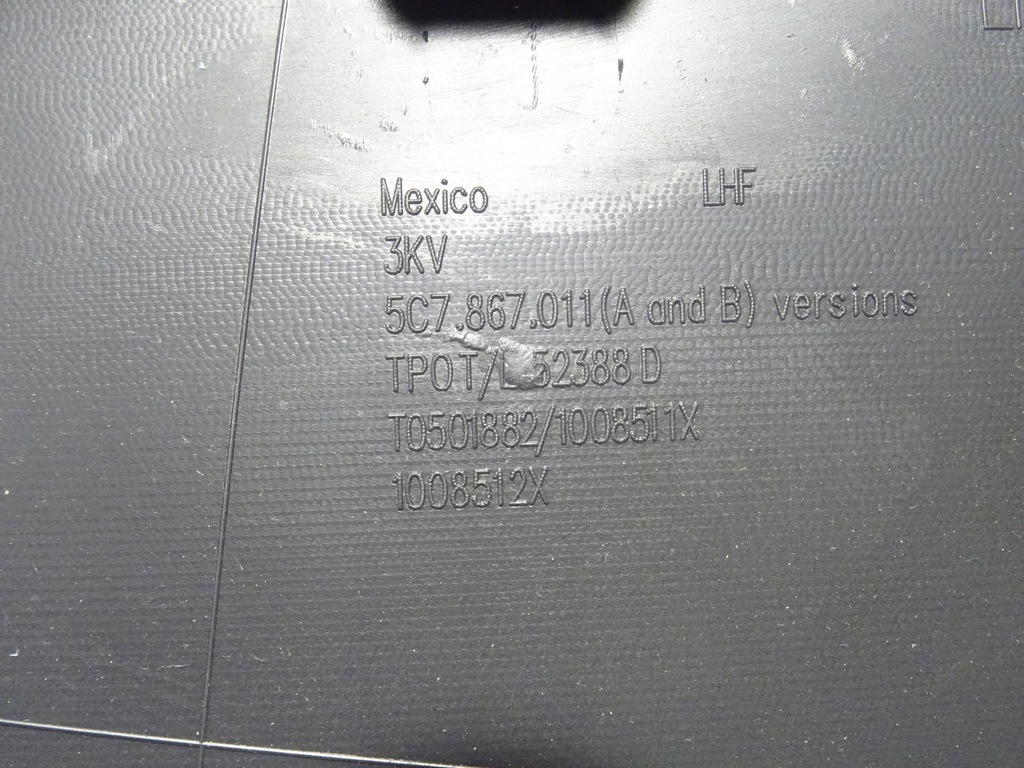 Mexico LHF
3KV
5C7.867.011(A and B) versions
TPOT/ 52388 D
T0501882/1008511X
1008512X